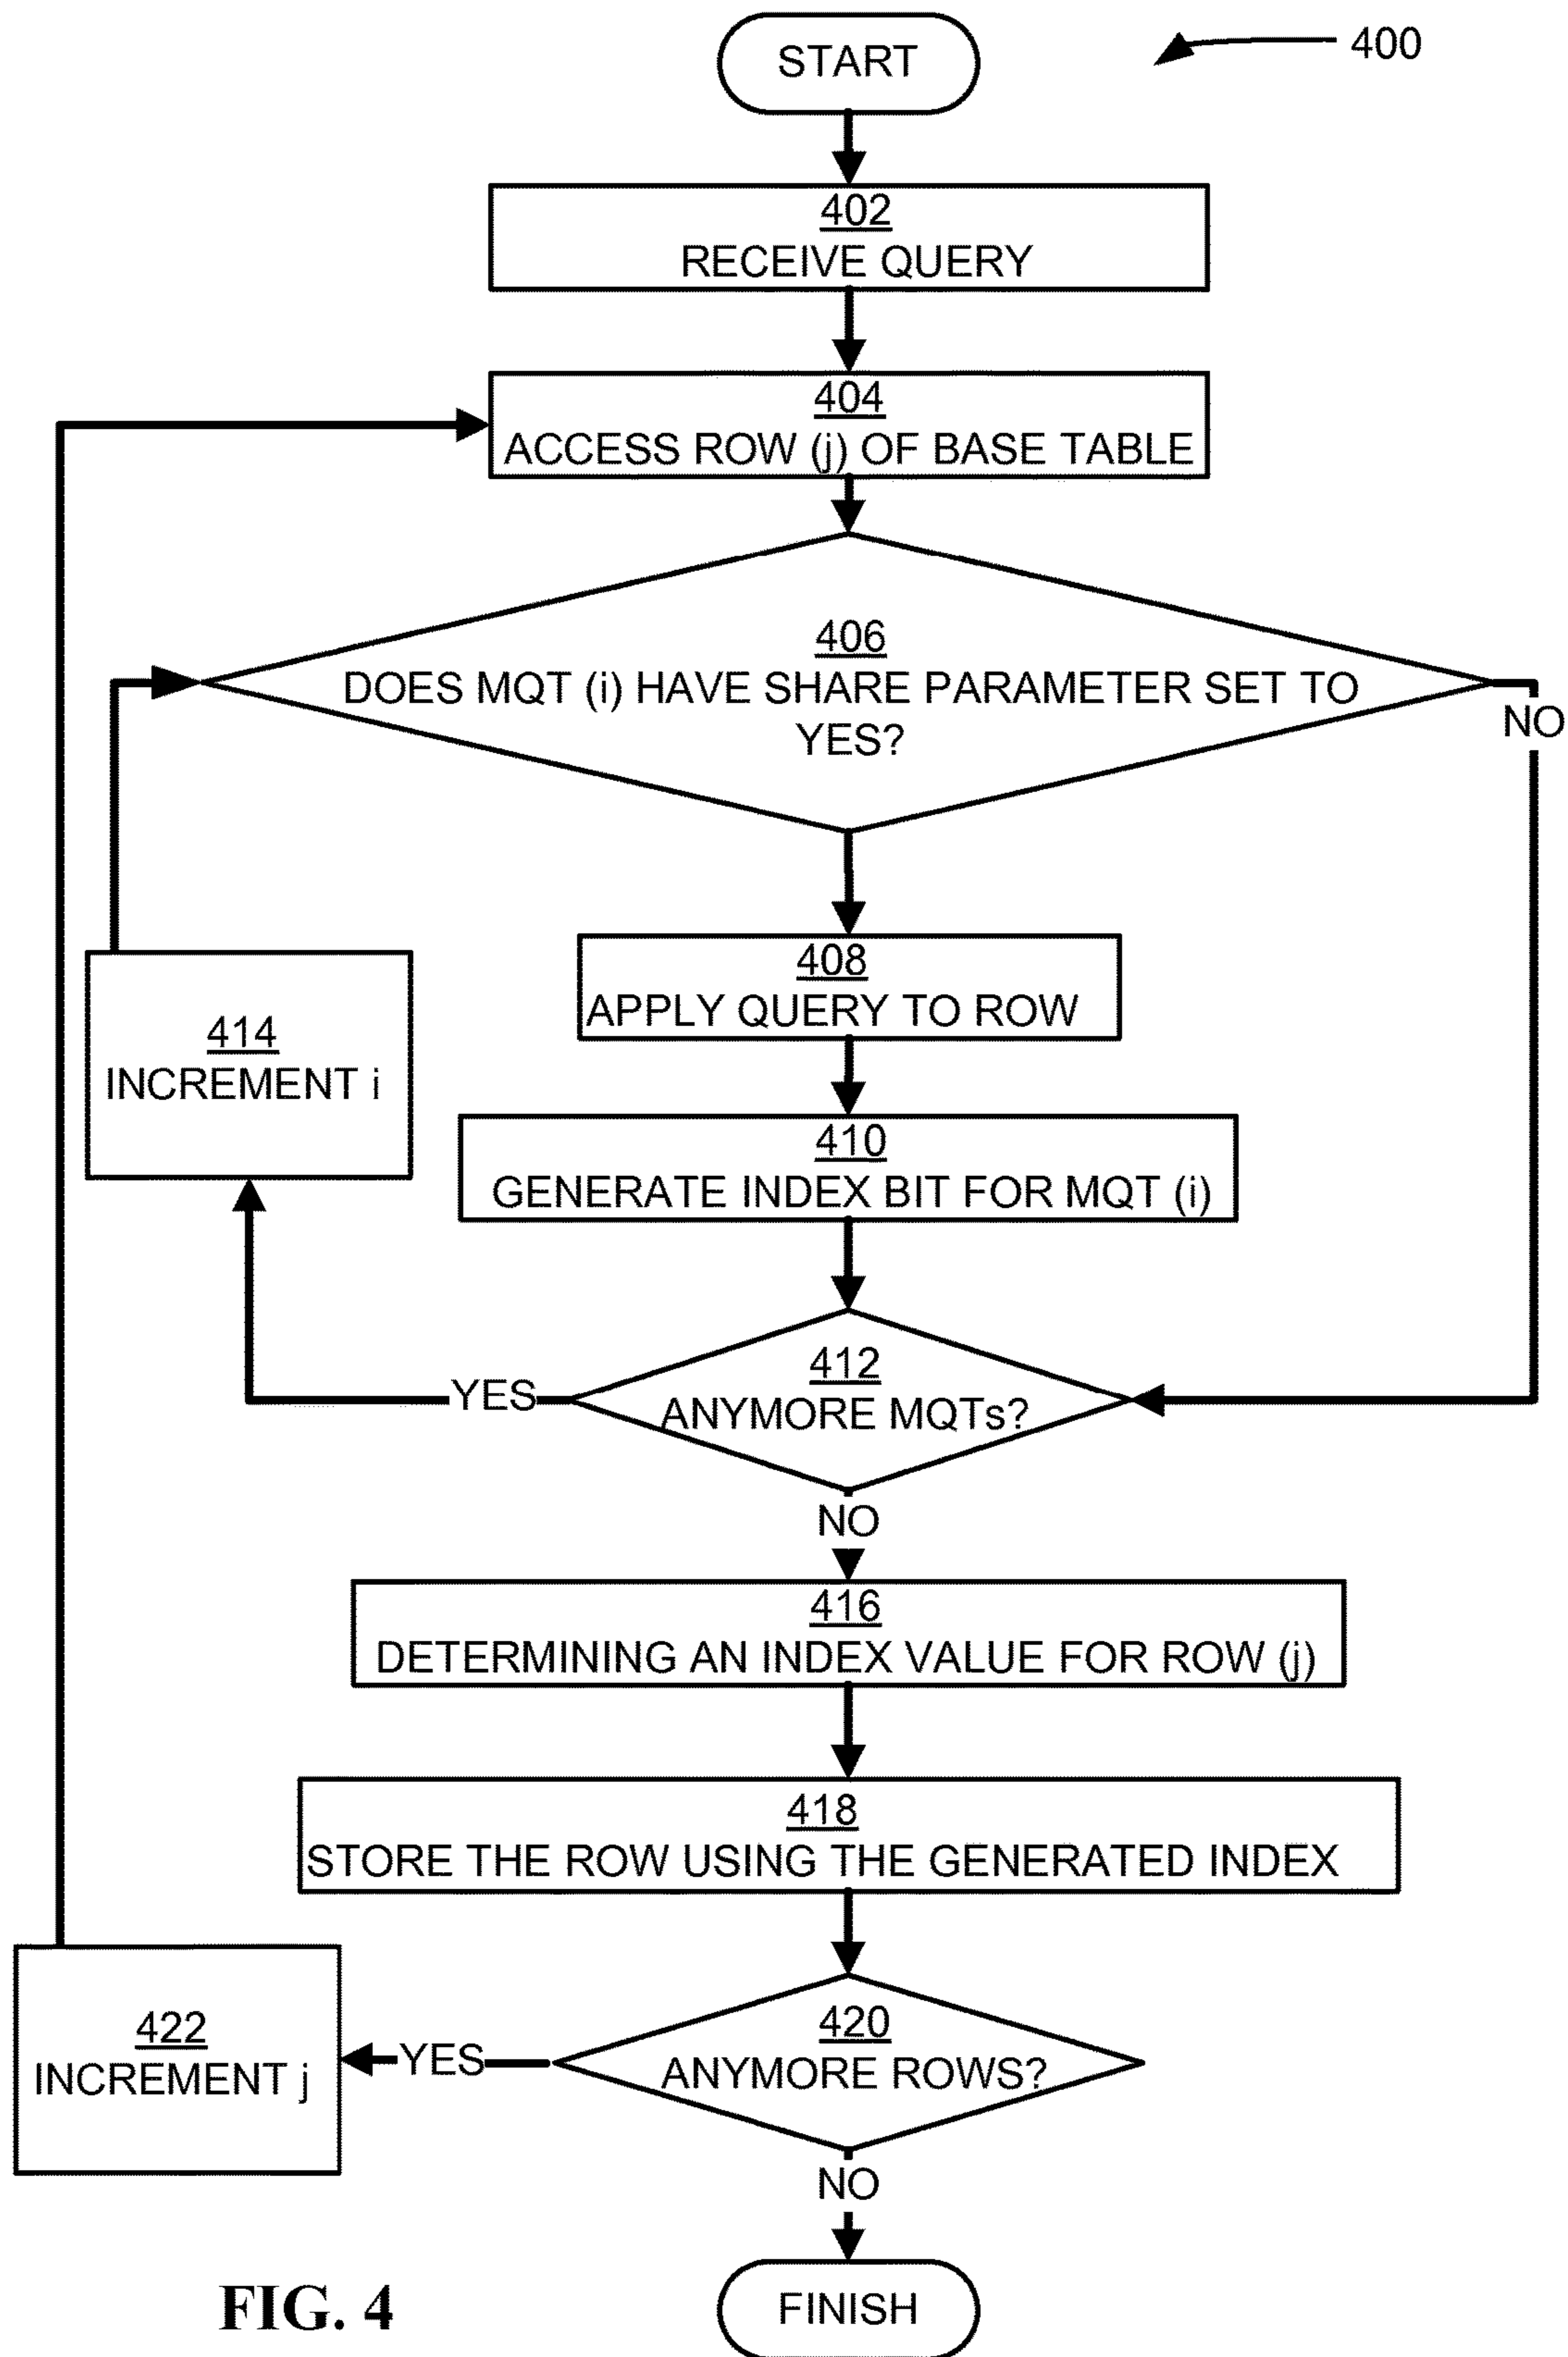 START
400
402
RECEIVE QUERY
404
ACCESS ROW (j) OF BASE TABLE
406
DOES MQT (i) HAVE SHARE PARAMETER SET TO
YES?
NO
408
APPLY QUERY TO ROW
414
INCREMENT i
410
GENERATE INDEX BIT FOR MQT (i)
412
ANYMORE MQTs?
YES
NO
416
DETERMINING AN INDEX VALUE FOR ROW (j)
418
STORE THE ROW USING THE GENERATED INDEX
420
ANYMORE ROWS?
YES
422
INCREMENT j
NO
FINISH
FIG. 4